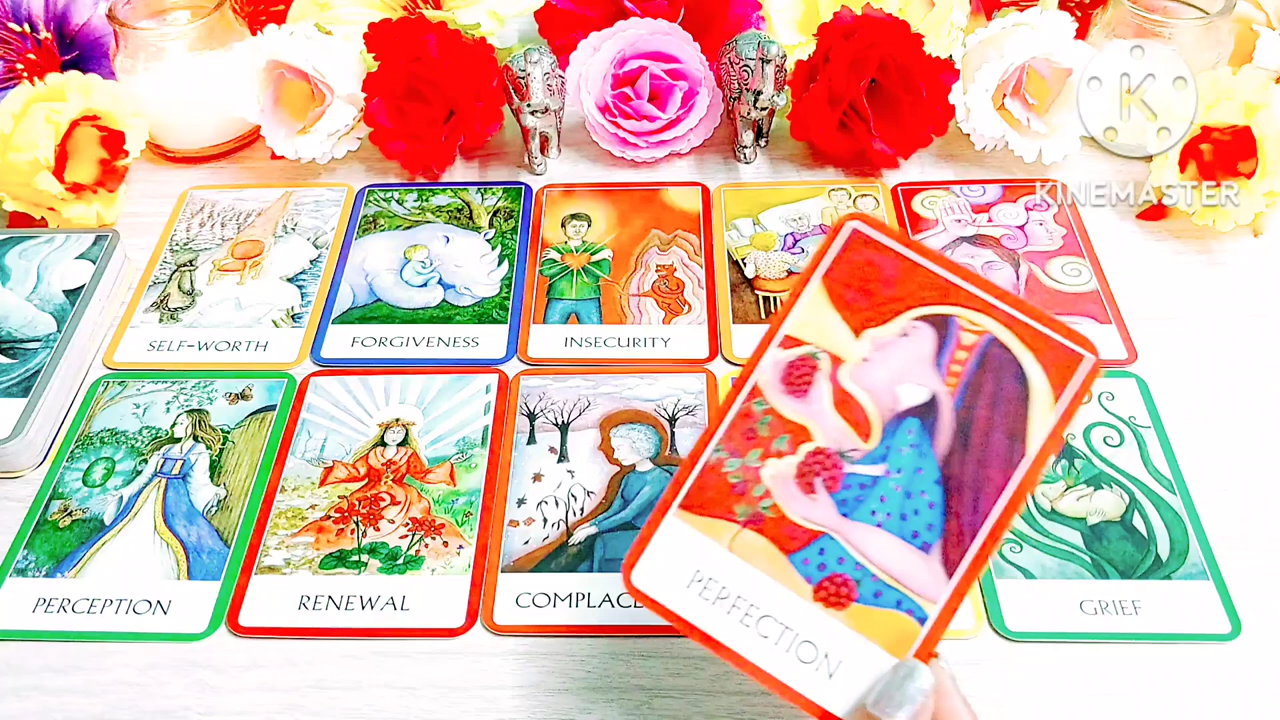 K
KINEMASTER
SELF-WORTH
FORGIVENESS
INSECURITY
PERCEPTION
RENEWAL
PERFECTION
GRIEF